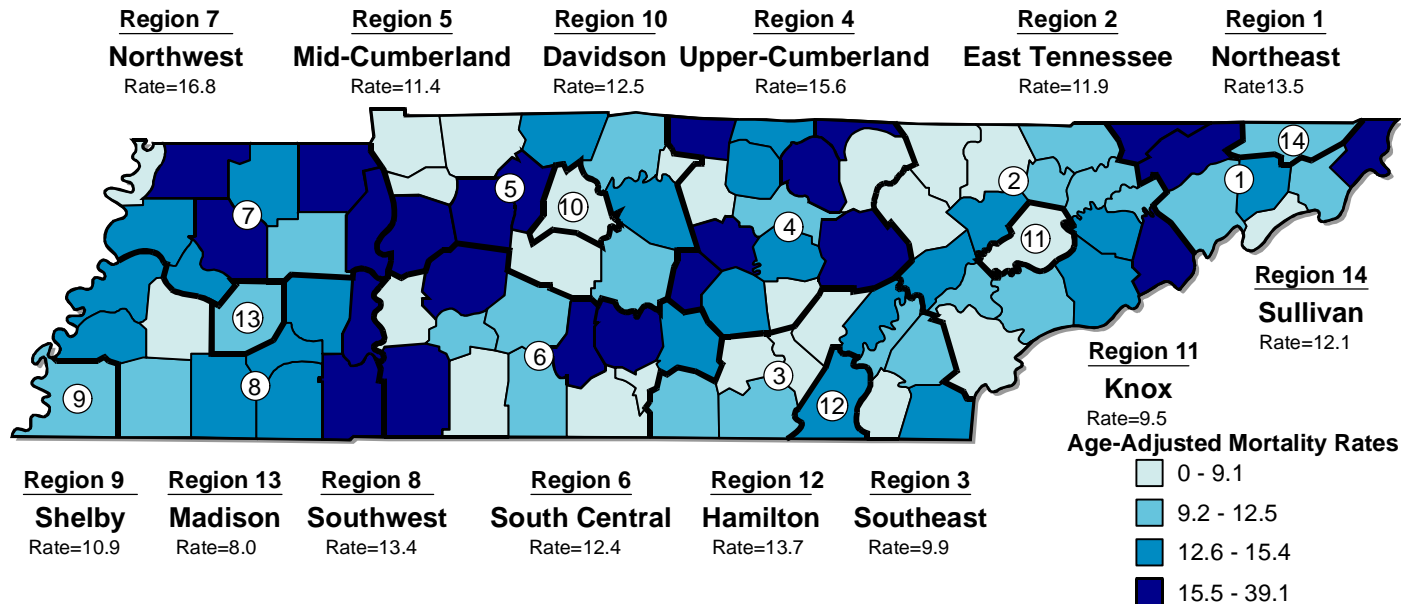 Region 7
Northwest
Rate=16.8
Region 5
Mid-Cumberland
Rate=11.4
Region 10
Davidson
Rate=12.5
Region 4
Upper-Cumberland
Rate=15.6
Region 2
East Tennessee
Rate=11.9
Region 1
Northeast
Rate13.5
14
1
2
5
7
10
4
11
13
6
3
8
9
12
Region 14
Sullivan
Rate=12.1
Region 11
Knox
Rate=9.5
Age-Adjusted Mortality Rates
0 - 9.1
9.2 - 12.5
12.6 - 15.4
15.5 - 39.1
Region 9
Shelby
Rate=10.9
Region 13
Madison
Rate=8.0
Region 8
Southwest
Rate=13.4
Region 6
South Central
Rate=12.4
Region 12
Hamilton
Rate=13.7
Region 3
Southeast
Rate=9.9